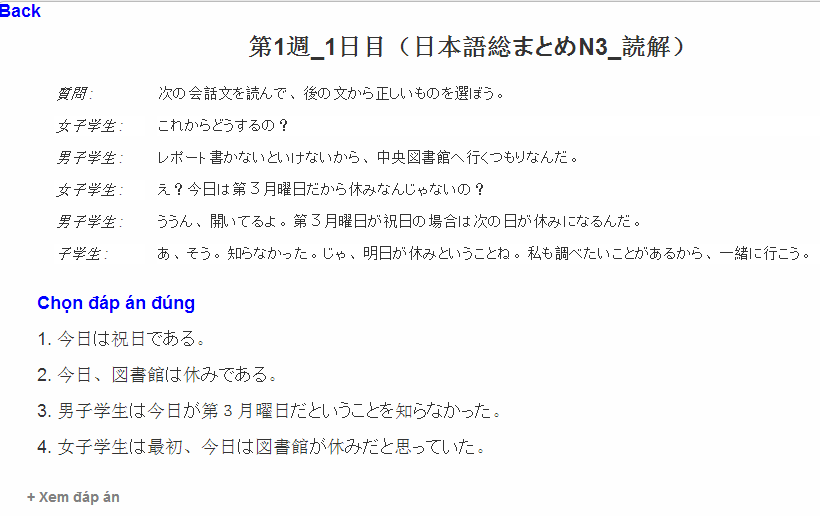 Back
第1週_1日目（日本語総まとめN3_読解）
質問： 次の会話文を読んで、後の文から正しいものを選ぼう。
女子学生： これからどうするの？
男子学生： レポート書かないといけないから、中央図書館へ行くつもりなんだ。
女子学生： え？今日は第３月曜日だから休みなんじゃないの？
男子学生： ううん、開いてるよ。第３月曜日が祝日の場合は次の日が休みになるんだ。
子学生： あ、そう。知らなかった。じゃ、明日が休みということね。私も調べたいことがあるから、一緒に行こう。
Chọn đáp án đúng
1. 今日は祝日である。
2. 今日、図書館は休みである。
3. 男子学生は今日が第３月曜日だということを知らなかった。
4. 女子学生は最初、今日は図書館が休みだと思っていた。
+ Xem đáp án